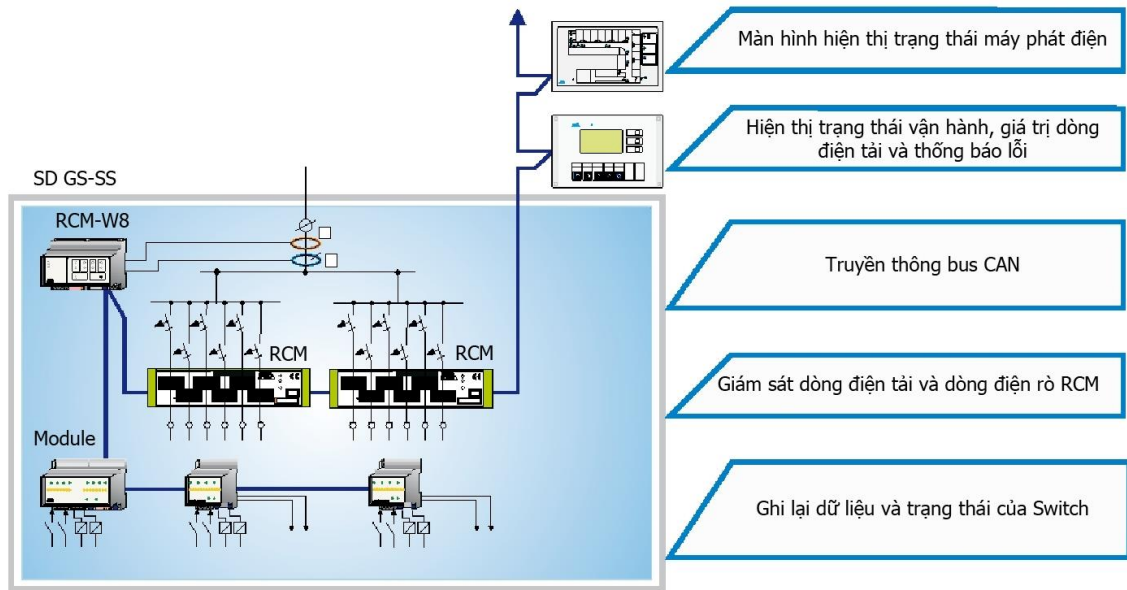 Màn hình hiện thị trạng thái máy phát điện
Hiện thị trạng thái vận hành, giá trị dòng
điện tải và thống báo lỗi
SD GS-SS
RCM-W8
Truyền thông bus CAN
RCM
RCM
Giám sát dòng điện tải và dòng điện rò RCM
Module
Ghi lại dữ liệu và trạng thái của Switch